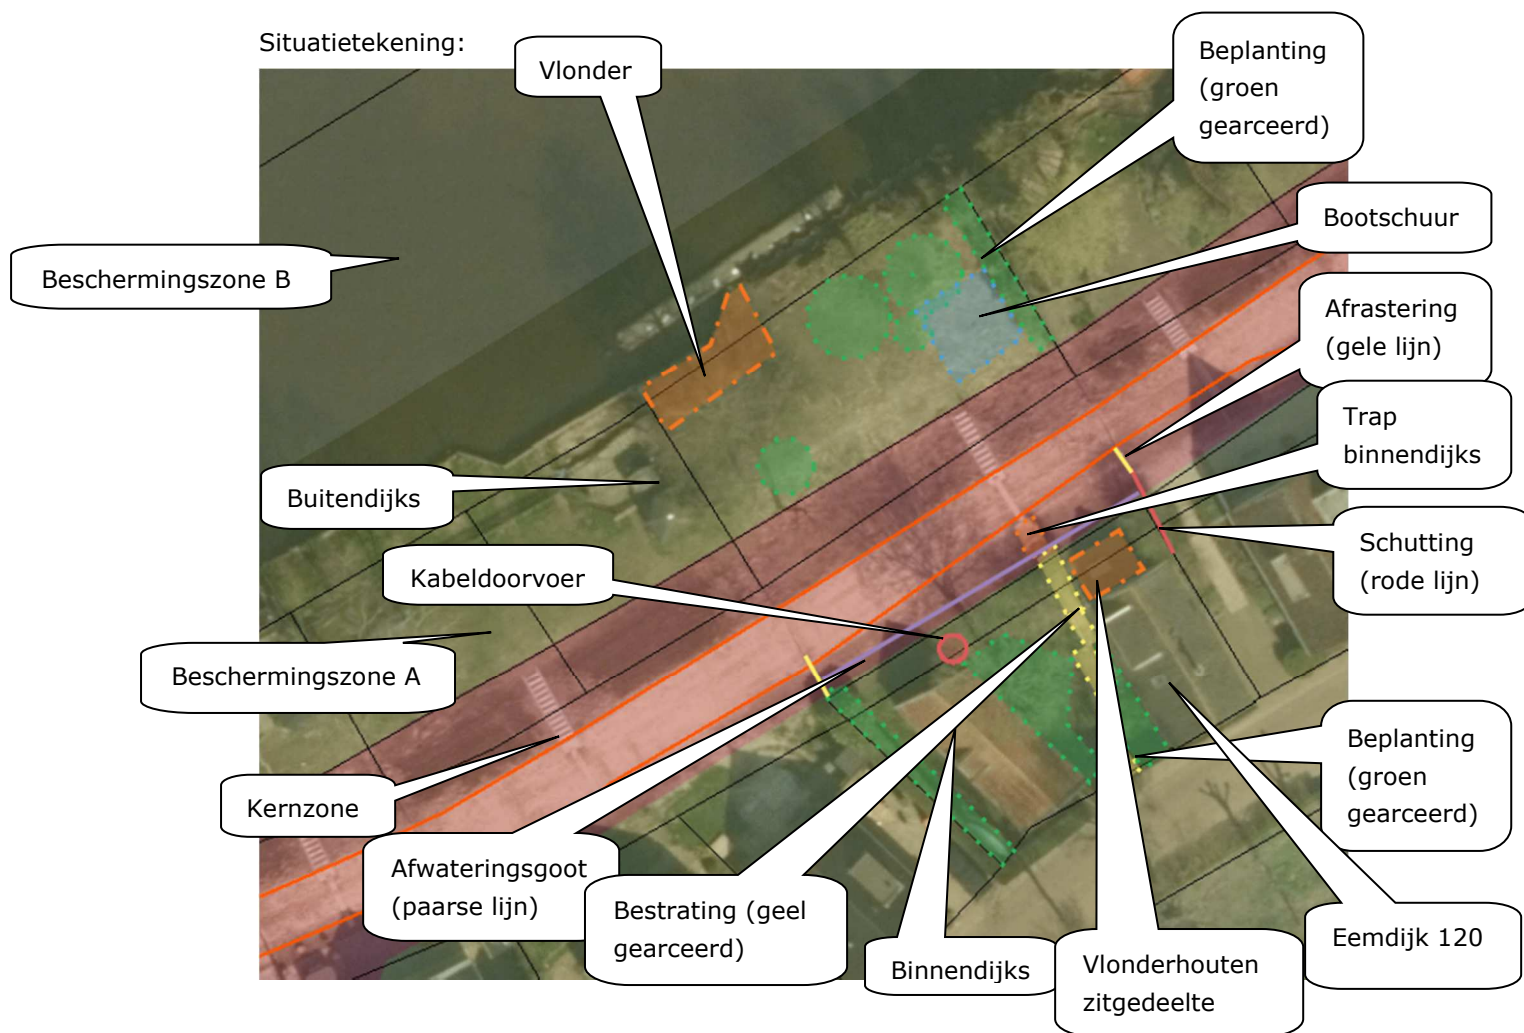 Situatietekening:
Vlonder
Beplanting
(groen
gearceerd)
Bootschuur
Beschermingszone B
Afrastering
(gele lijn)
Trap
binnendijks
Buitendijks
Schutting
(rode lijn)
Kabeldoorvoer
Beschermingszone A
Beplanting
(groen
gearceerd)
Kernzone
Afwateringsgoot
(paarse lijn)
Bestrating (geel
gearceerd)
Binnendijks
Vlonderhouten
zitgedeelte
Eemdijk 120